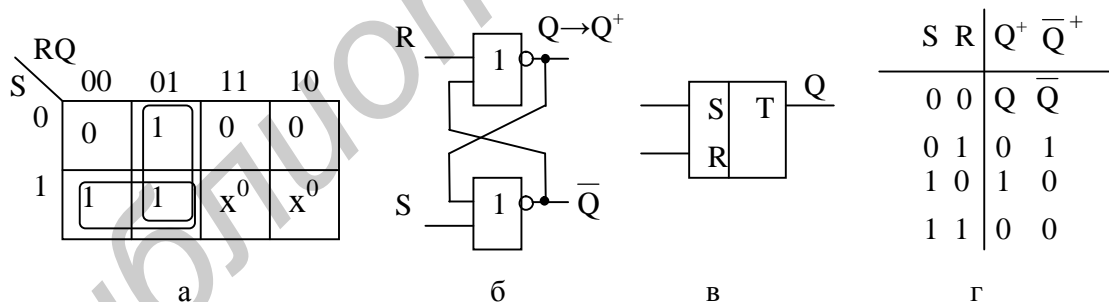 RQ
S
00 01 11 10
0 0 1 0 0
1 1 1 x⁰ x⁰
а
R
1
Q→Q⁺
S
1
Q̅
б
S T
R
Q
в
S R Q⁺ Q̅⁺
0 0 Q Q̅
0 1 0 1
1 0 1 0
1 1 0 0
г